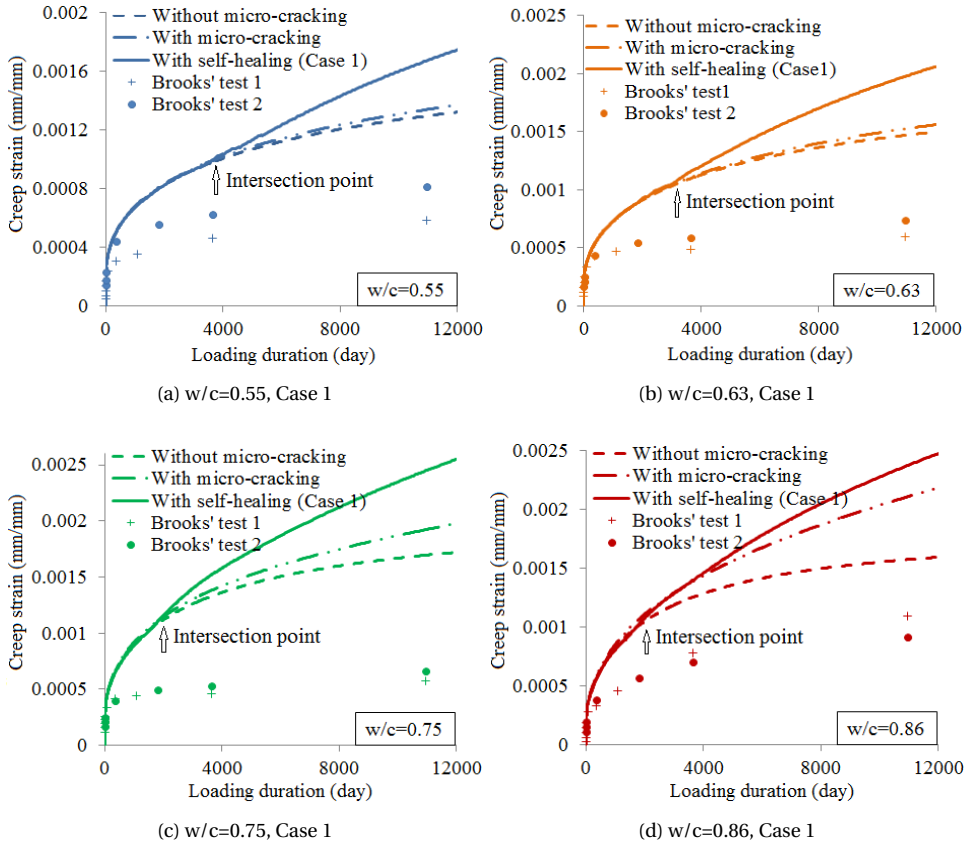 Without micro-cracking
With micro-cracking
With self-healing (Case 1)
Brooks' test 1
Brooks' test 2
Creep strain (mm/mm)
0.002
0.0016
0.0012
0.0008
0.0004
0
Intersection point
w/c=0.55
0 4000 8000 12000
Loading duration (day)
(a) w/c=0.55, Case 1
Without micro-cracking
With micro-cracking
With self-healing (Case1)
Brooks' test1
Brooks' test 2
Creep strain (mm/mm)
0.0025
0.002
0.0015
0.001
0.0005
0
Intersection point
w/c=0.63
0 4000 8000 12000
Loading duration (day)
(b) w/c=0.63, Case 1
Without micro-cracking
With micro-cracking
With self-healing (Case 1)
Brooks' test 1
Brooks' test 2
Creep strain (mm/mm)
0.0025
0.002
0.0015
0.001
0.0005
0
Intersection point
w/c=0.75
0 4000 8000 12000
Loading duration (day)
(c) w/c=0.75, Case 1
Without micro-cracking
With micro-cracking
With self-healing (Case 1)
Brooks' test 1
Brooks' test 2
Creep strain (mm/mm)
0.0025
0.002
0.0015
0.001
0.0005
0
Intersection point
w/c=0.86
0 4000 8000 12000
Loading duration (day)
(d) w/c=0.86, Case 1